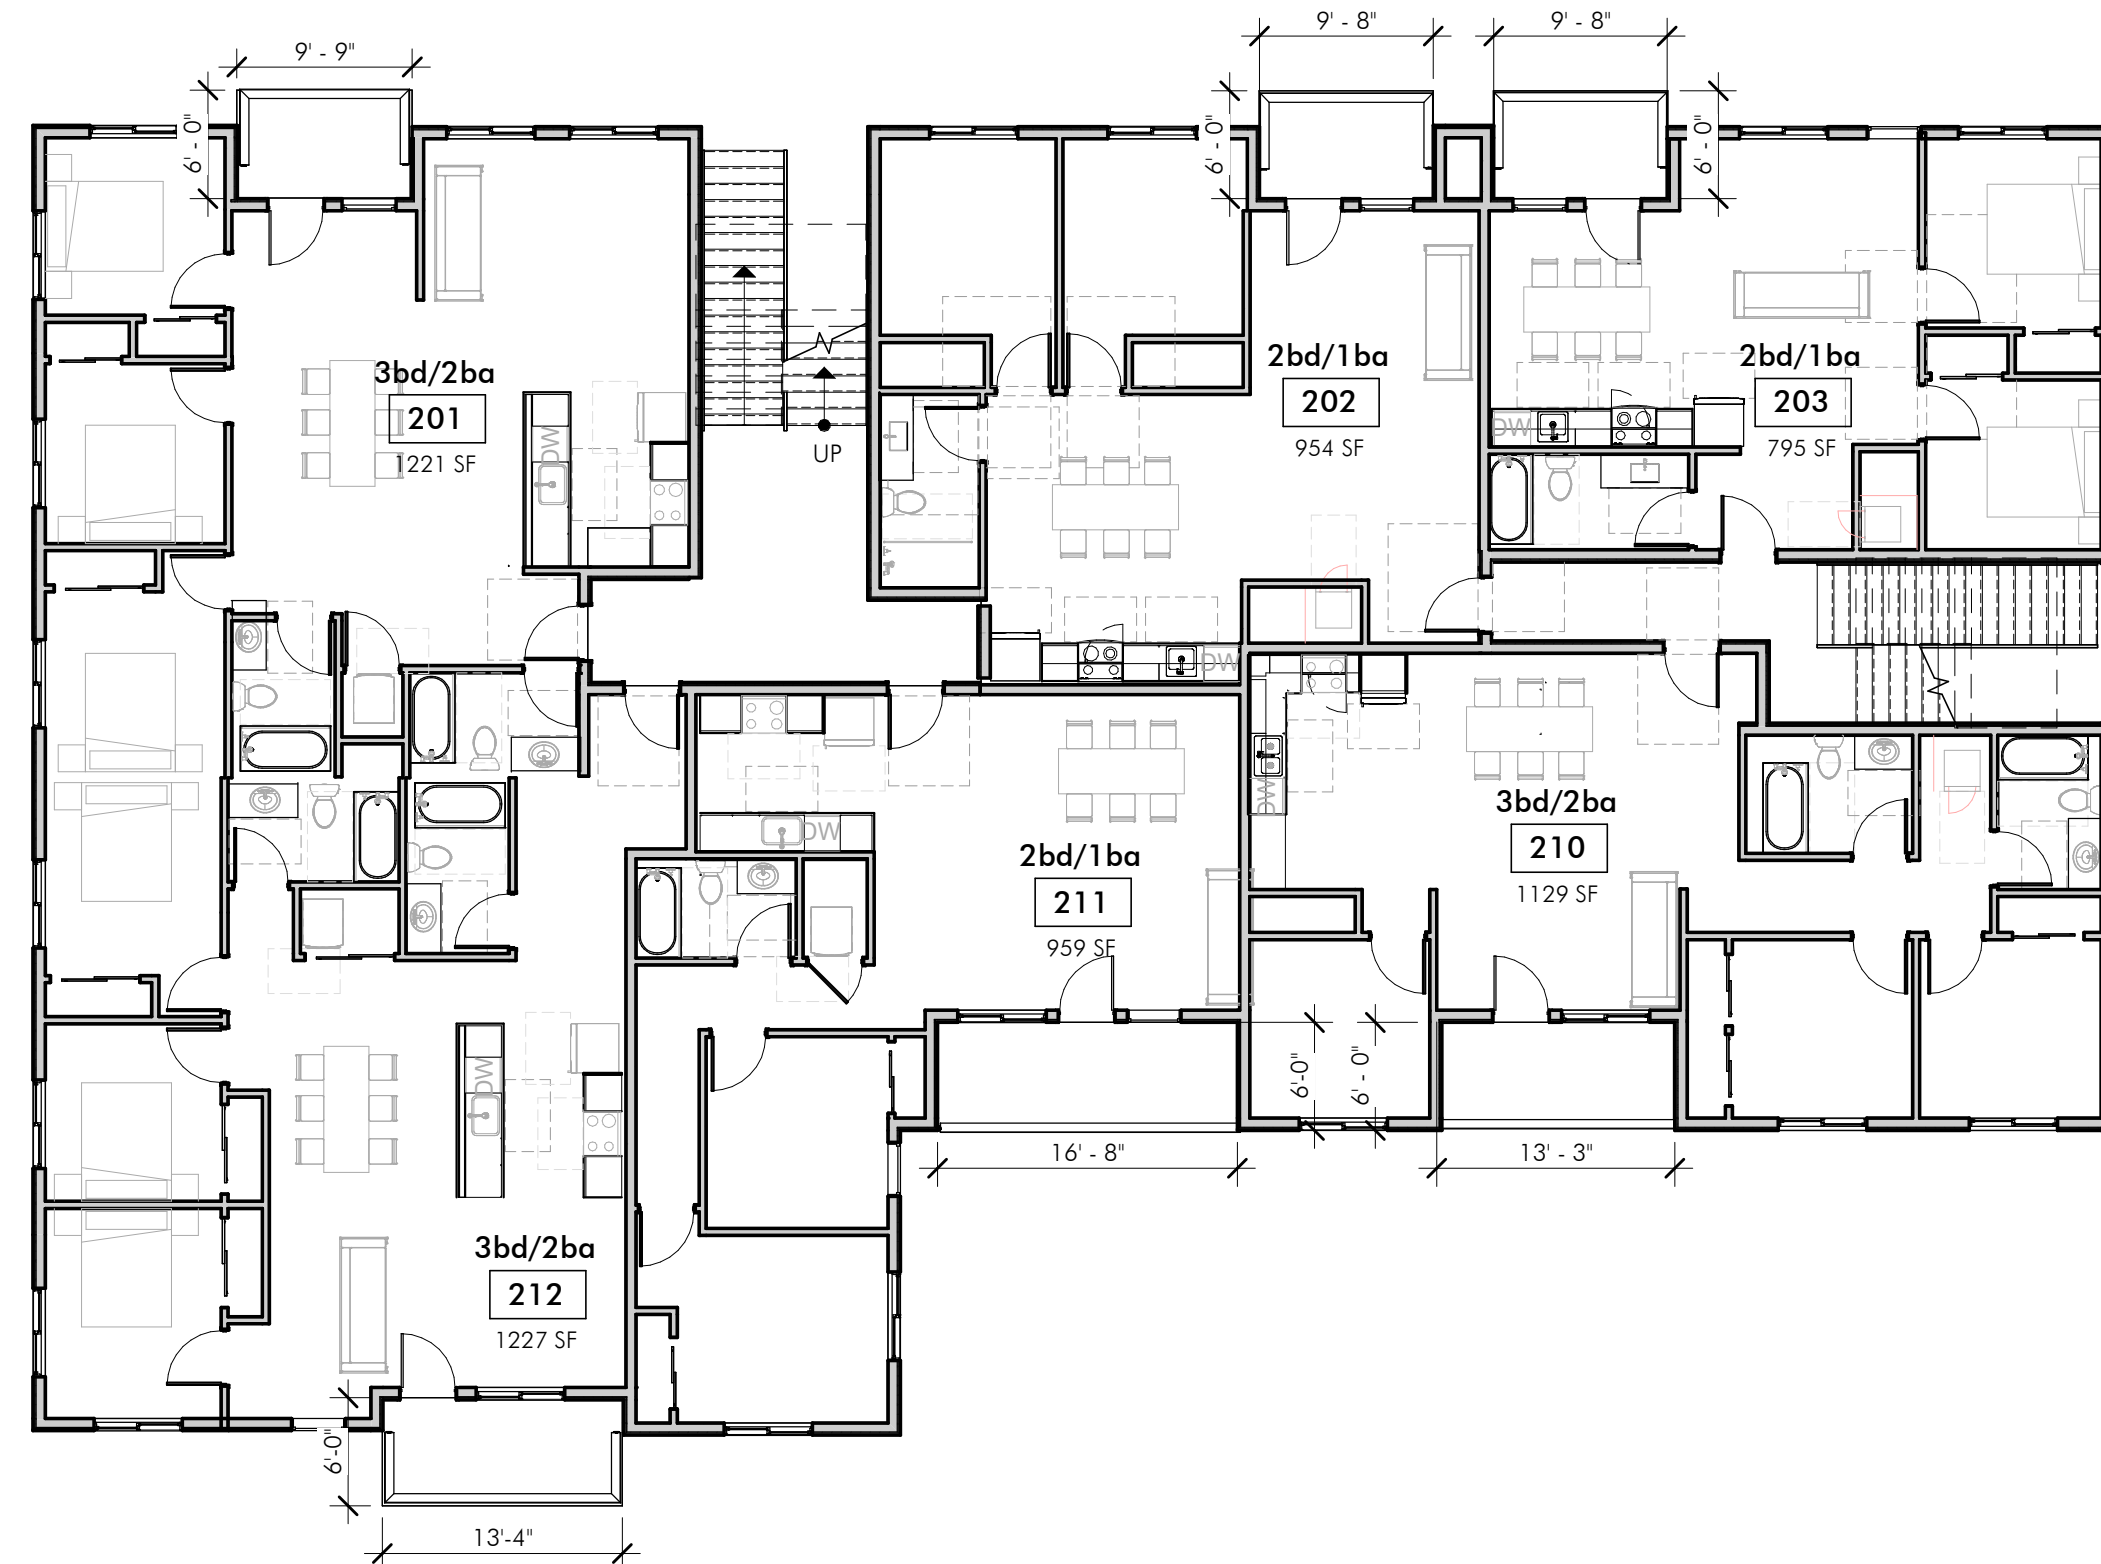 9' - 8"
9' - 8"
9' - 9"
6' - 0"
6' - 0"
6' - 0"
3bd/2ba
201
1221 SF
DW
UP
2bd/1ba
202
954 SF
DW
2bd/1ba
203
795 SF
DW
DW
2bd/1ba
211
959 SF
DW
3bd/2ba
210
1129 SF
6'-0"
6' - 0"
16' - 8"
13' - 3"
DW
3bd/2ba
212
1227 SF
6'-0"
13'-4"